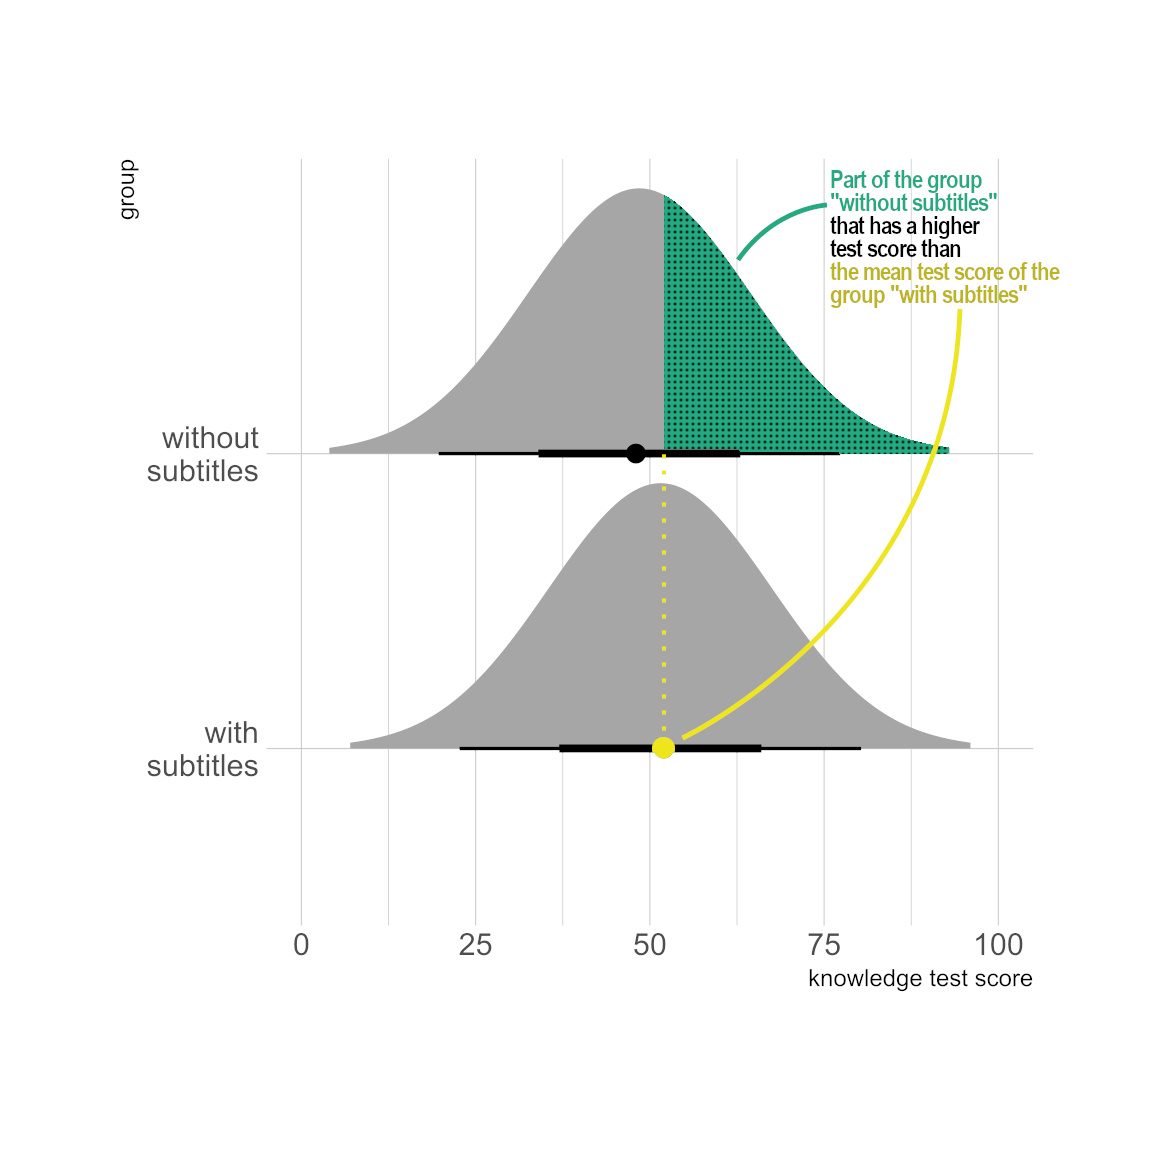 group
Part of the group
"without subtitles"
that has a higher
test score than
the mean test score of the
group "with subtitles"
without
subtitles
with
subtitles
0 25 50 75 100
knowledge test score